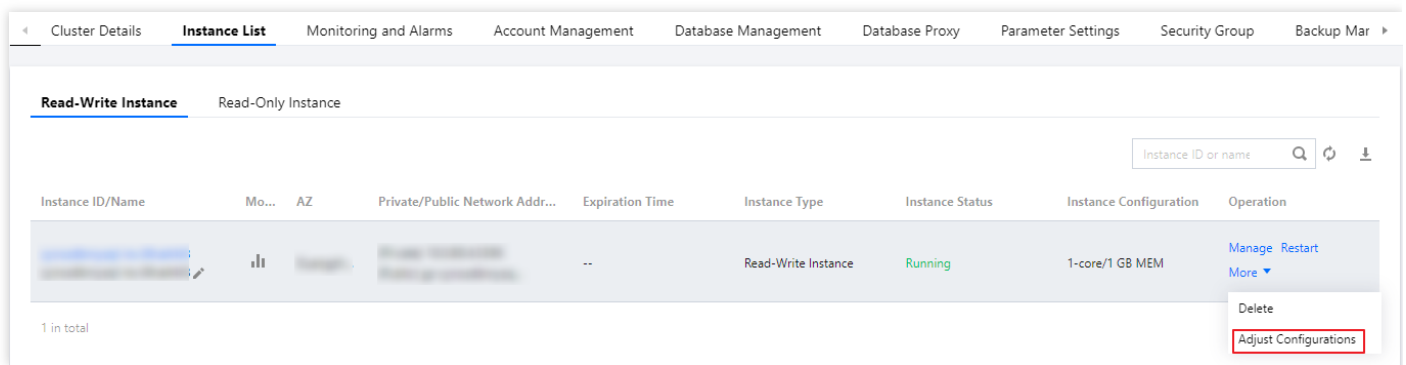 Cluster Details Instance List Monitoring and Alarms Account Management Database Management Database Proxy Parameter Settings Security Group Backup Mar
Read-Write Instance Read-Only Instance
Instance ID or name
Instance ID/Name Mo... AZ Private/Public Network Addr... Expiration Time Instance Type Instance Status Instance Configuration Operation
-- Read-Write Instance Running 1-core/1 GB MEM Manage Restart
More
Delete
1 in total
Adjust Configurations